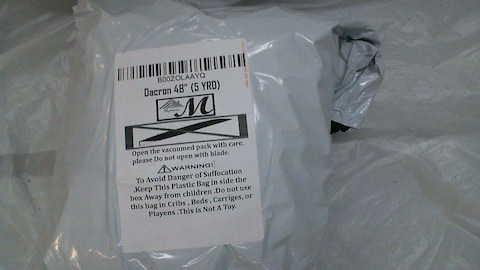 B00ZOLAAYQ
Dacron 48" (5 YRD)
M
Open the vacuumed pack with care,
please Do not open with blade.
WARNING!
To Avoid Danger of Suffocation
,Keep This Plastic Bag in side the
box Away from children .Do not use
this bag in Cribs , Beds , Carriges, or
Playens .This is Not A Toy.